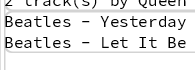 2 track(s) by Queen
Beatles - Yesterday
Beatles - Let It Be